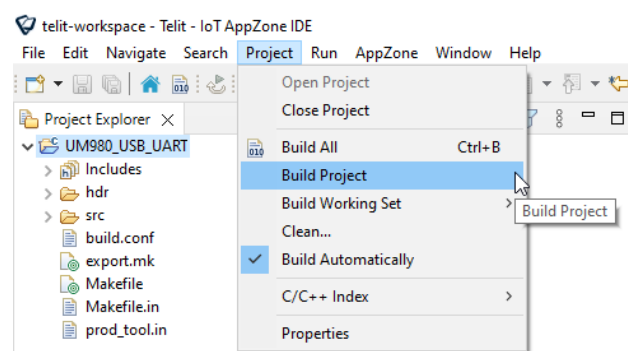 telit-workspace - Telit - IoT AppZone IDE
File Edit Navigate Search Project Run AppZone Window Help
Project Explorer
UM980_USB_UART
Includes
hdr
src
build.conf
export.mk
Makefile
Makefile.in
prod_tool.in
Open Project
Close Project
Build All Ctrl+B
Build Project
Build Working Set
Clean...
Build Automatically
C/C++ Index
Properties
Build Project